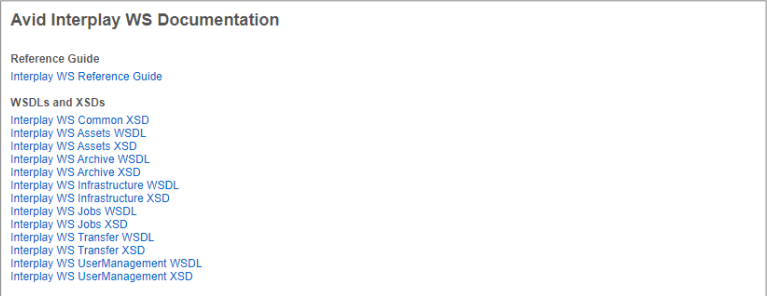 Avid Interplay WS Documentation
Reference Guide
Interplay WS Reference Guide
WSDLs and XSDs
Interplay WS Common XSD
Interplay WS Assets WSDL
Interplay WS Assets XSD
Interplay WS Archive WSDL
Interplay WS Archive XSD
Interplay WS Infrastructure WSDL
Interplay WS Infrastructure XSD
Interplay WS Jobs WSDL
Interplay WS Jobs XSD
Interplay WS Transfer WSDL
Interplay WS Transfer XSD
Interplay WS UserManagement WSDL
Interplay WS UserManagement XSD